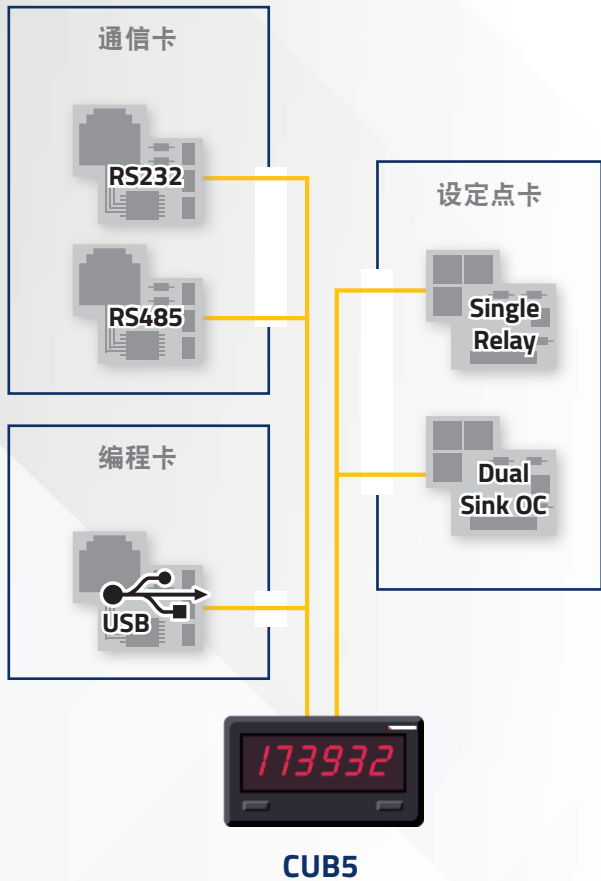 通信卡
RS232
RS485
设定点卡
Single
Relay
Dual
Sink OC
编程卡
USB
173932
CUB5